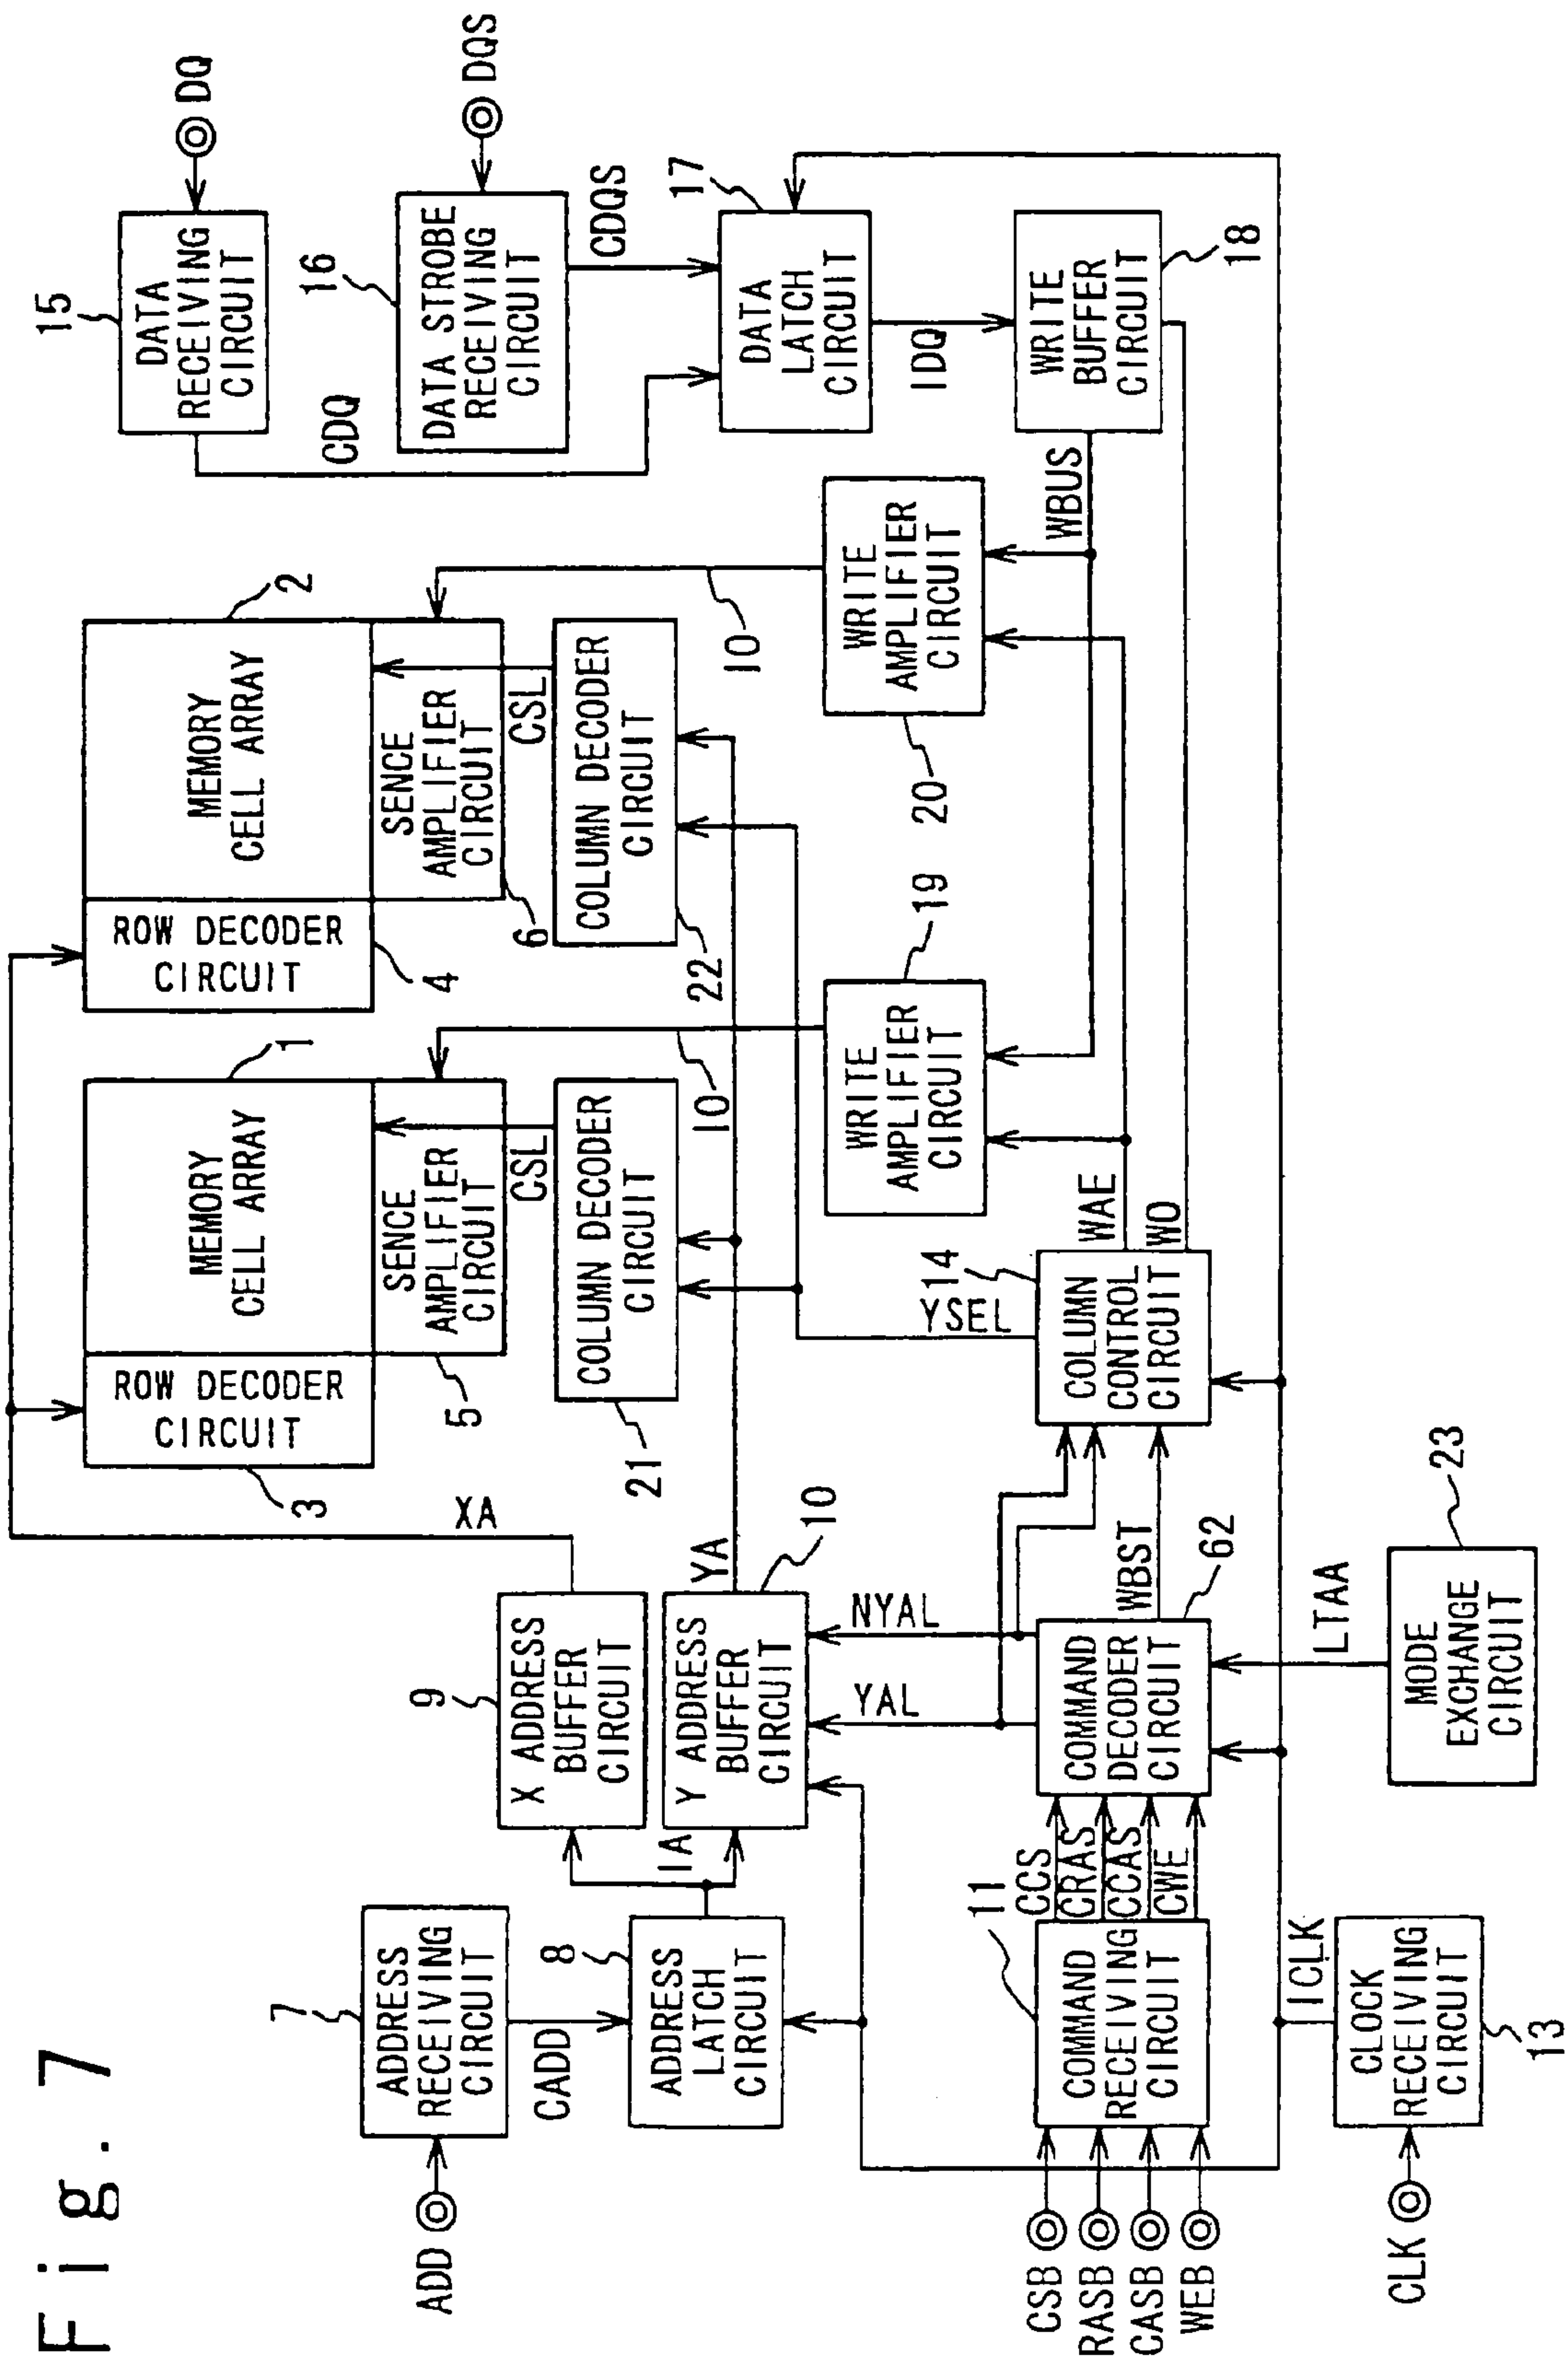 Fig. 7
ADD
7
ADDRESS
RECEIVING
CIRCUIT
CADD
8
ADDRESS
LATCH
CIRCUIT
IA
9
X ADDRESS
BUFFER
CIRCUIT
XA
Y ADDRESS
BUFFER
CIRCUIT
YA
10
YAL
NYAL
CSB
RASB
CASB
WEB
11
COMMAND
RECEIVING
CIRCUIT
CCS
CRAS
CCAS
CWE
COMMAND
DECODER
CIRCUIT
WBST
62
CLK
CLOCK
RECEIVING
CIRCUIT
13
ICLK
MODE
EXCHANGE
CIRCUIT
23
LTAA
COLUMN
CONTROL
CIRCUIT
14
YSEL
WAE
WO
ROW DECODER
CIRCUIT
3
MEMORY
CELL ARRAY
1
SENCE
AMPLIFIER
CIRCUIT
5
CSL
COLUMN DECODER
CIRCUIT
21
IO
WRITE
AMPLIFIER
CIRCUIT
19
ROW DECODER
CIRCUIT
4
MEMORY
CELL ARRAY
2
SENCE
AMPLIFIER
CIRCUIT
6
CSL
COLUMN DECODER
CIRCUIT
22
IO
WRITE
AMPLIFIER
CIRCUIT
20
WBUS
15
DATA
RECEIVING
CIRCUIT
DQ
CDQ
16
DATA STROBE
RECEIVING
CIRCUIT
DQS
CDQS
17
DATA
LATCH
CIRCUIT
IDQ
WRITE
BUFFER
CIRCUIT
18